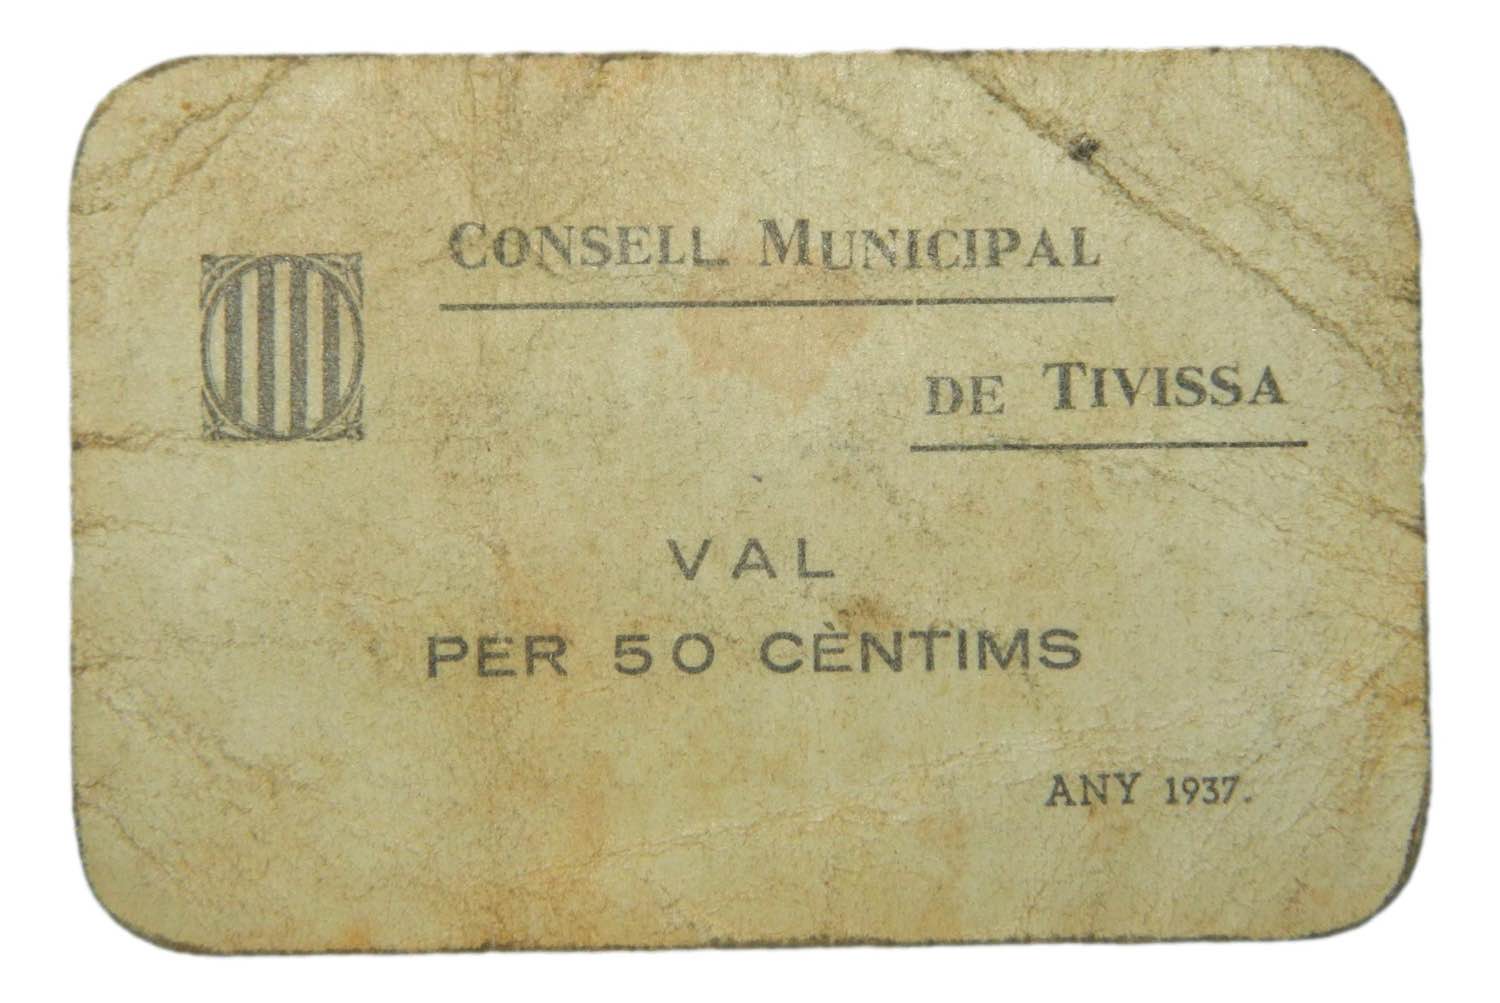 CONSELL MUNICIPAL
DE TIVISSA
VAL
PER 50 CÈNTIMS
ANY 1937.